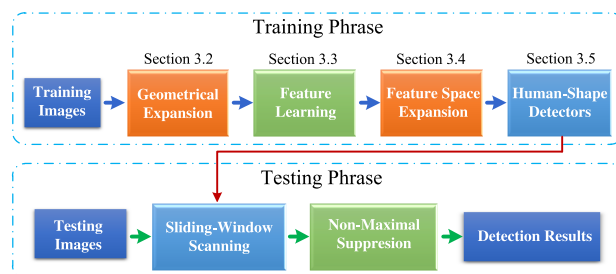 Training Phrase
Section 3.2
Section 3.3
Section 3.4
Section 3.5
Training
Images
Geometrical
Expansion
Feature
Learning
Feature Space
Expansion
Human-Shape
Detectors
Testing Phrase
Testing
Images
Sliding-Window
Scanning
Non-Maximal
Suppresion
Detection Results